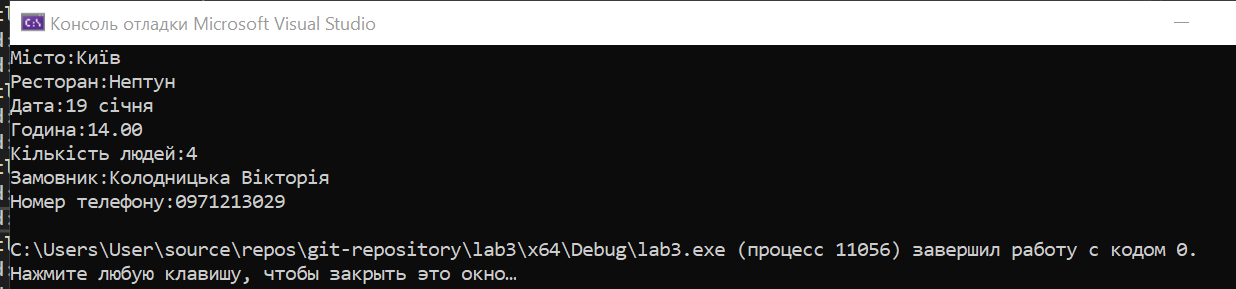 Консоль отладки Microsoft Visual Studio
Місто:Київ
Ресторан:Нептун
Дата:19 січня
Година:14.00
Кількість людей:4
Замовник:Колодницька Вікторія
Номер телефону:0971213029
C:\Users\User\source\repos\git-repository\lab3\x64\Debug\lab3.exe (процесс 11056) завершил работу с кодом 0.
Нажмите любую клавишу, чтобы закрыть это окно…